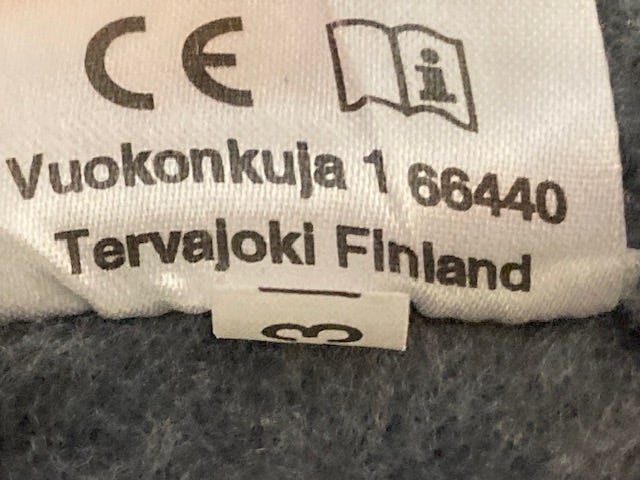 CE i
Vuokonkuja 1 66440
Tervajoki Finland
3